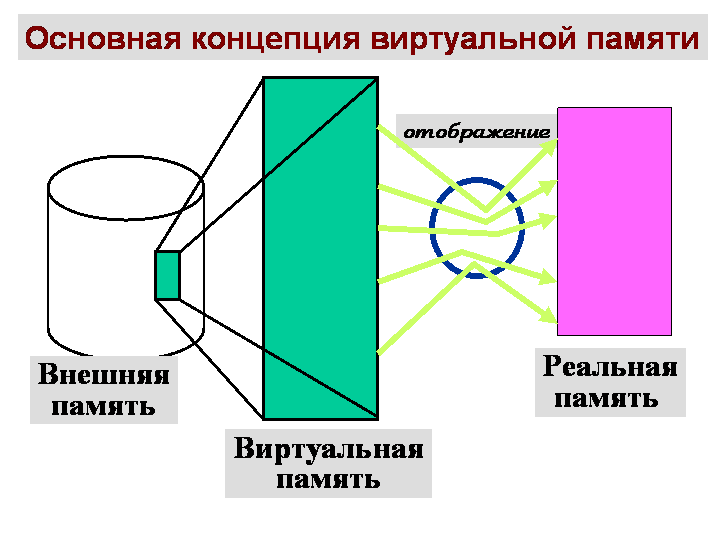 Основная концепция виртуальной памяти
отображение
Внешняя
память
Виртуальная
память
Реальная
память